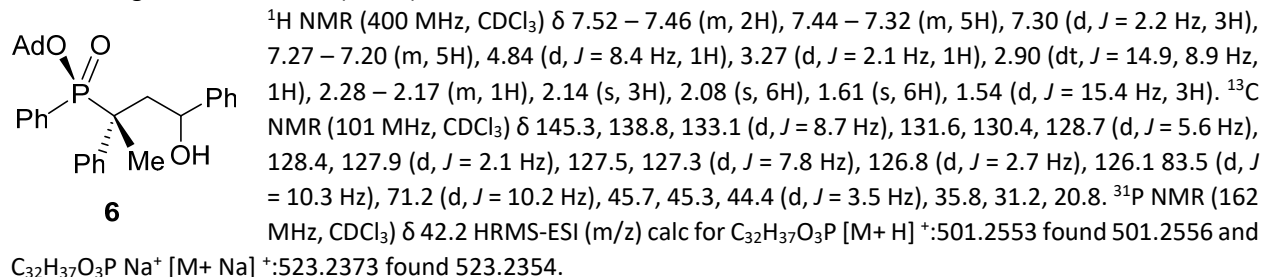 ¹H NMR (400 MHz, CDCl₃) δ 7.52 – 7.46 (m, 2H), 7.44 – 7.32 (m, 5H), 7.30 (d, J = 2.2 Hz, 3H),
7.27 – 7.20 (m, 5H), 4.84 (d, J = 8.4 Hz, 1H), 3.27 (d, J = 2.1 Hz, 1H), 2.90 (dt, J = 14.9, 8.9 Hz,
1H), 2.28 – 2.17 (m, 1H), 2.14 (s, 3H), 2.08 (s, 6H), 1.61 (s, 6H), 1.54 (d, J = 15.4 Hz, 3H). ¹³C
NMR (101 MHz, CDCl₃) δ 145.3, 138.8, 133.1 (d, J = 8.7 Hz), 131.6, 130.4, 128.7 (d, J = 5.6 Hz),
128.4, 127.9 (d, J = 2.1 Hz), 127.5, 127.3 (d, J = 7.8 Hz), 126.8 (d, J = 2.7 Hz), 126.1 83.5 (d, J
= 10.3 Hz), 71.2 (d, J = 10.2 Hz), 45.7, 45.3, 44.4 (d, J = 3.5 Hz), 35.8, 31.2, 20.8. ³¹P NMR (162
MHz, CDCl₃) δ 42.2 HRMS-ESI (m/z) calc for C₃₂H₃₇O₃P [M+ H] ⁺:501.2553 found 501.2556 and
C₃₂H₃₇O₃P Na⁺ [M+ Na] ⁺:523.2373 found 523.2354.
AdO O
P
Ph
Ph
Ph
Me
OH
6